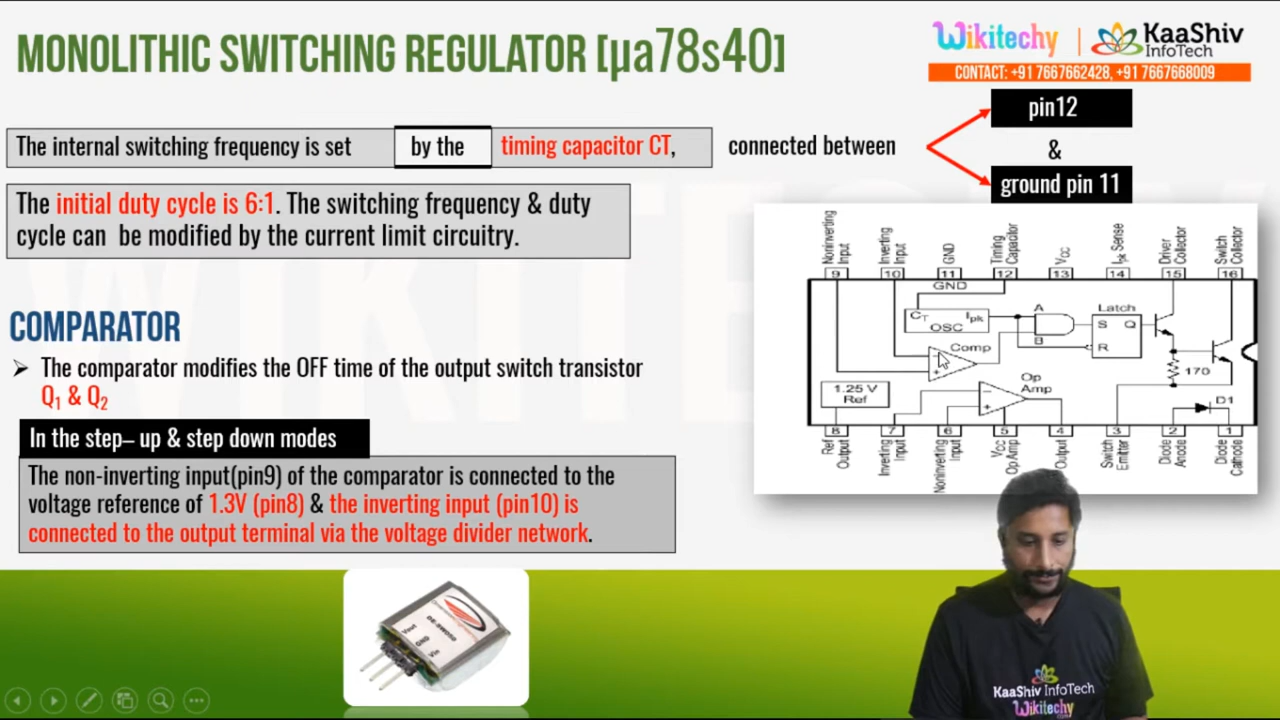 MONOLITHIC SWITCHING REGULATOR [µa78s40]
Wikitechy | KaaShiv InfoTech
CONTACT: +91 7667662428, +91 7667668009
The internal switching frequency is set by the timing capacitor CT, connected between
pin12
&
ground pin 11
The initial duty cycle is 6:1. The switching frequency & duty
cycle can be modified by the current limit circuitry.
COMPARATOR
➢ The comparator modifies the OFF time of the output switch transistor
Q1 & Q2
In the step– up & step down modes
The non-inverting input(pin9) of the comparator is connected to the
voltage reference of 1.3V (pin8) & the inverting input (pin10) is
connected to the output terminal via the voltage divider network.
Noninverting Input
Inverting Input
GND
Timing Capacitor
VCC
Ipk Sense
Driver Collector
Switch Collector
9 10 11 12 13 14 15 16
GND
CT Ipk
OSC
A
B
Latch
S Q
R
Comp
170
1.25 V
Ref
Op
Amp
D1
8 7 6 5 4 3 2 1
Ref Output
Inverting Input
Noninverting Input
VCC Op Amp
Output
Switch Emitter
Diode Anode
Diode Cathode
KaaShiv InfoTech
Wikitechy